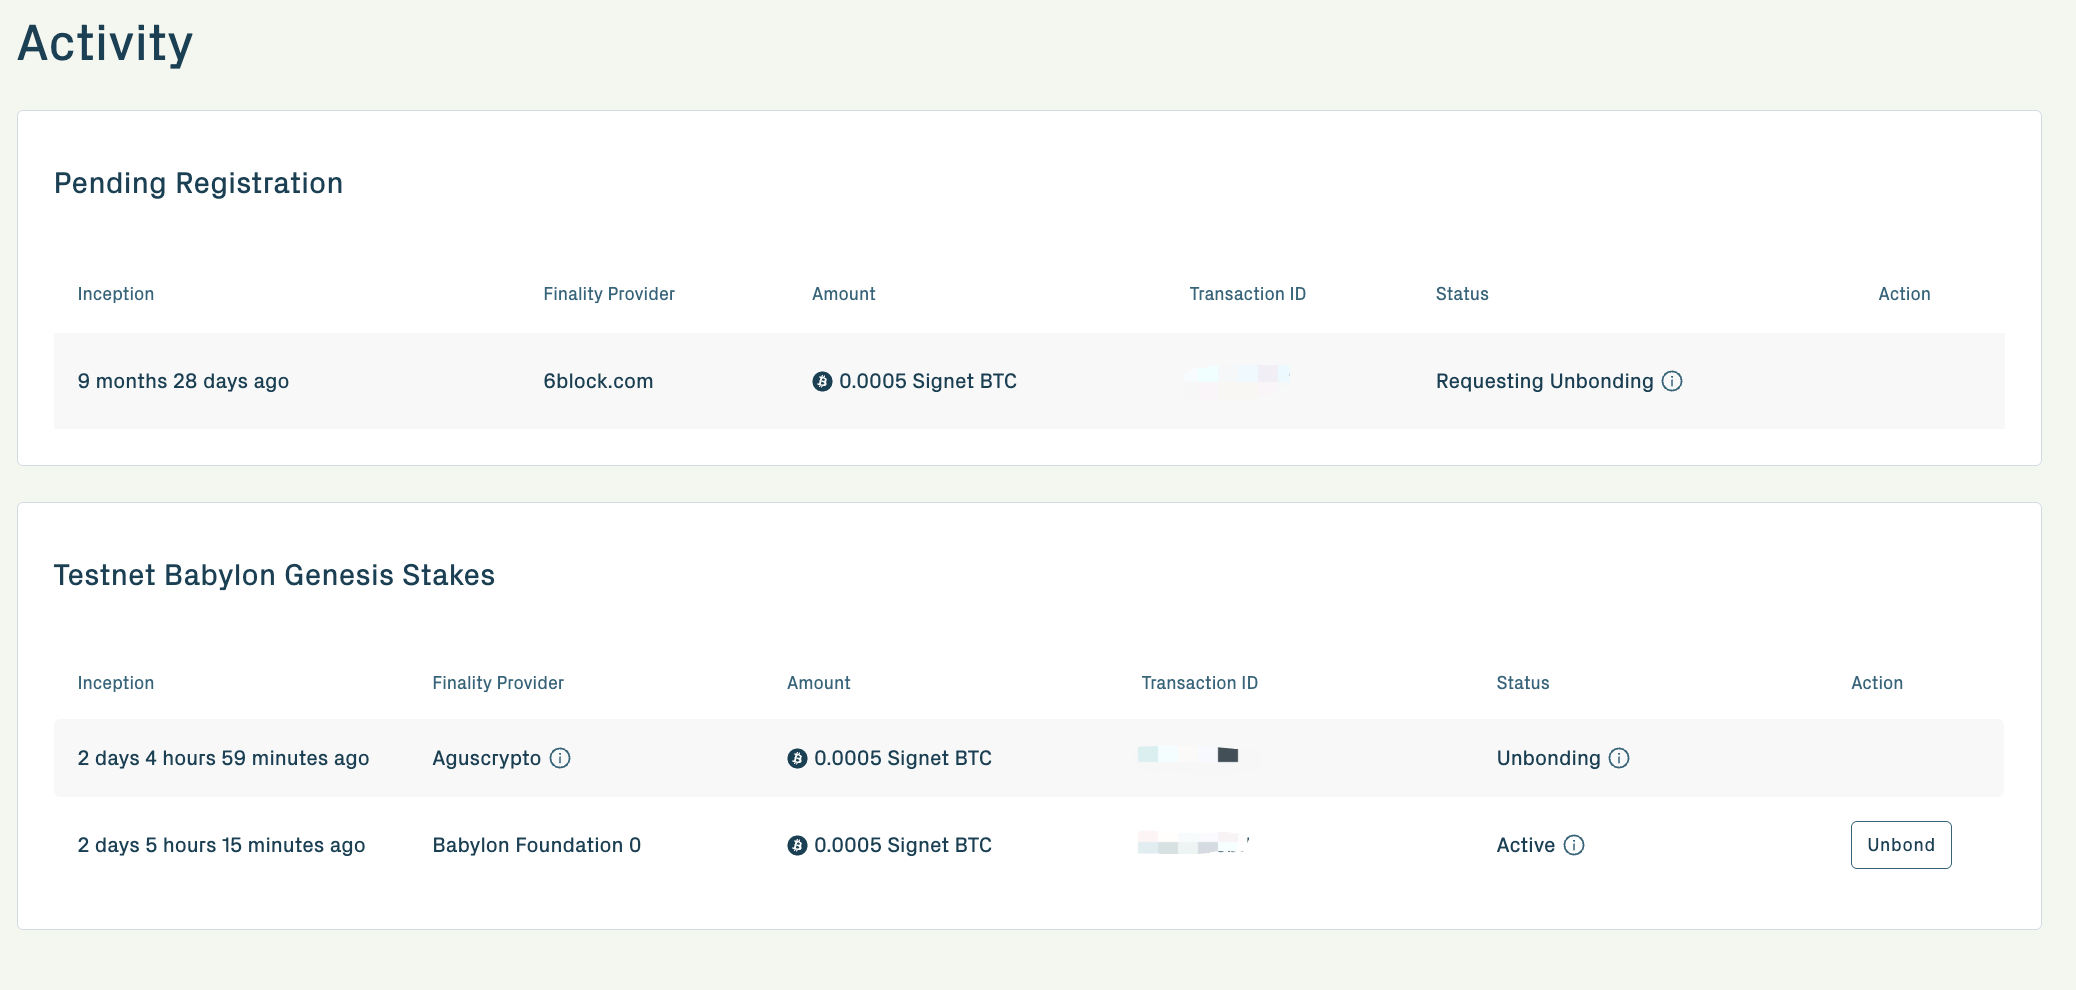 Activity
Pending Registration
Inception Finality Provider Amount Transaction ID Status Action
9 months 28 days ago 6block.com 0.0005 Signet BTC Requesting Unbonding
Testnet Babylon Genesis Stakes
Inception Finality Provider Amount Transaction ID Status Action
2 days 4 hours 59 minutes ago Aguscrypto 0.0005 Signet BTC Unbonding
2 days 5 hours 15 minutes ago Babylon Foundation 0 0.0005 Signet BTC Active Unbond